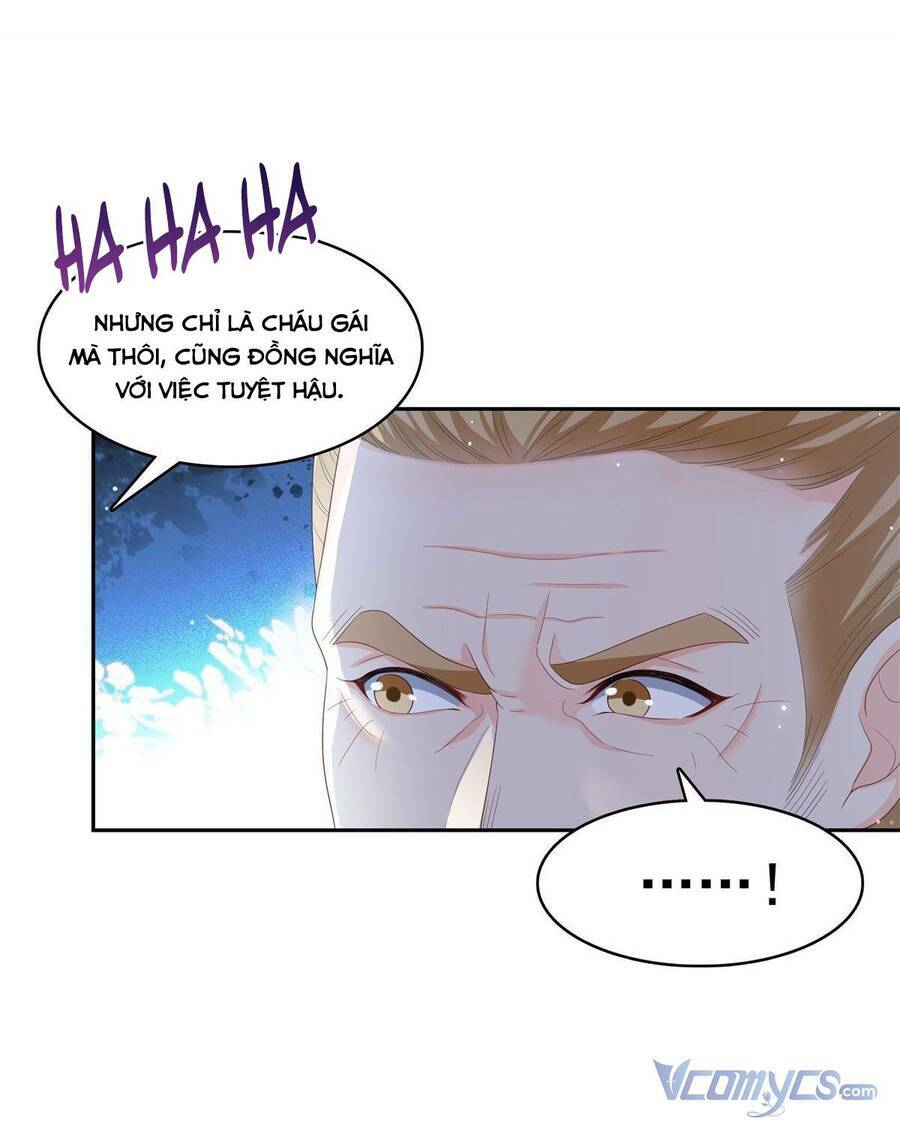 HA HA HA
NHƯNG CHỈ LÀ CHÁU GÁI
MÀ THÔI, CŨNG ĐỒNG NGHĨA
VỚI VIỆC TUYỆT HẬU.
.......!
VCOMYCS.com